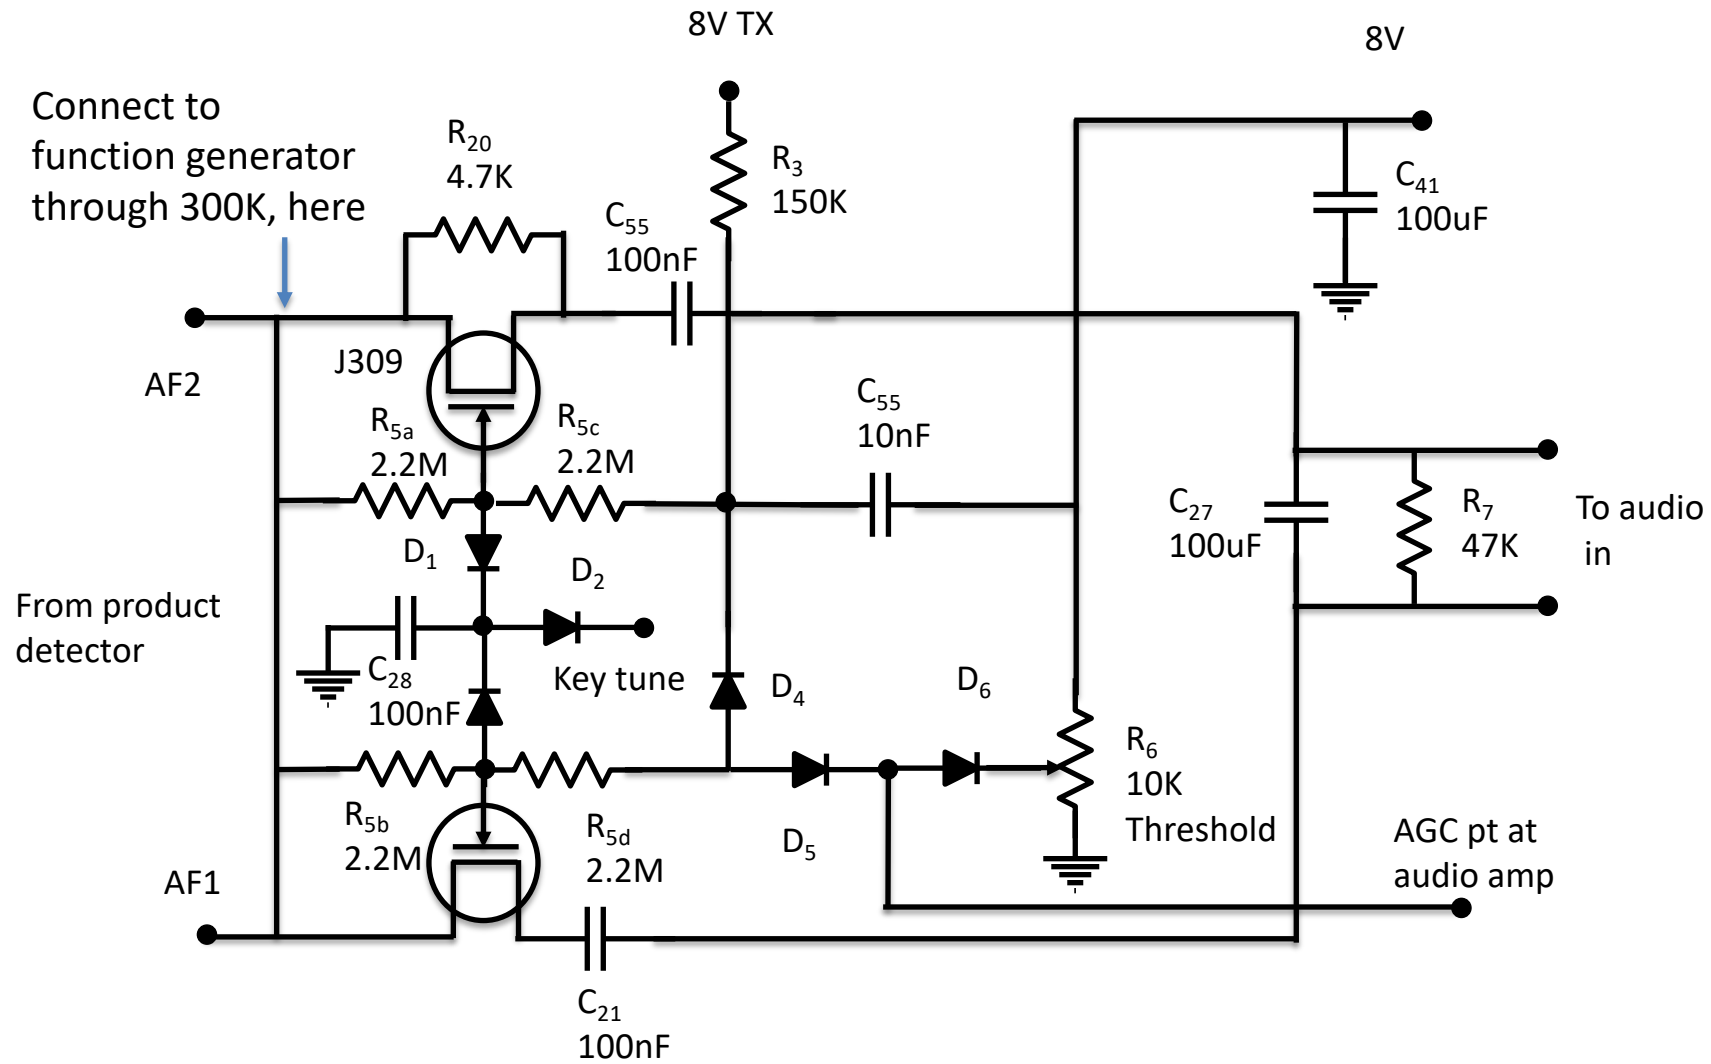 8V TX
8V
Connect to
function generator
through 300K, here
R₂₀
4.7K
R₃
150K
C₄₁
100uF
C₅₅
100nF
J309
AF2
R₅ₐ
2.2M
R₅c
2.2M
C₅₅
10nF
C₂₇
100uF
R₇
47K
To audio
in
D₁
D₂
From product
detector
C₂₈
100nF
Key tune
D₄
D₆
R₆
10K
Threshold
R₅b
2.2M
R₅d
2.2M
D₅
AGC pt at
audio amp
AF1
C₂₁
100nF